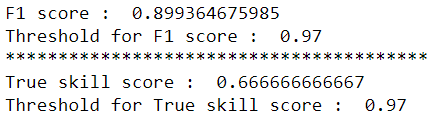 F1 score :  0.899364675985
Threshold for F1 score :  0.97
****************************************
True skill score :  0.666666666667
Threshold for True skill score :  0.97